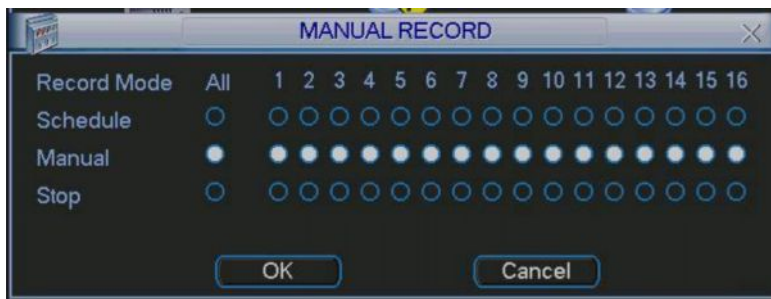 MANUAL RECORD
Record Mode All 1 2 3 4 5 6 7 8 9 10 11 12 13 14 15 16
Schedule
Manual
Stop
OK Cancel